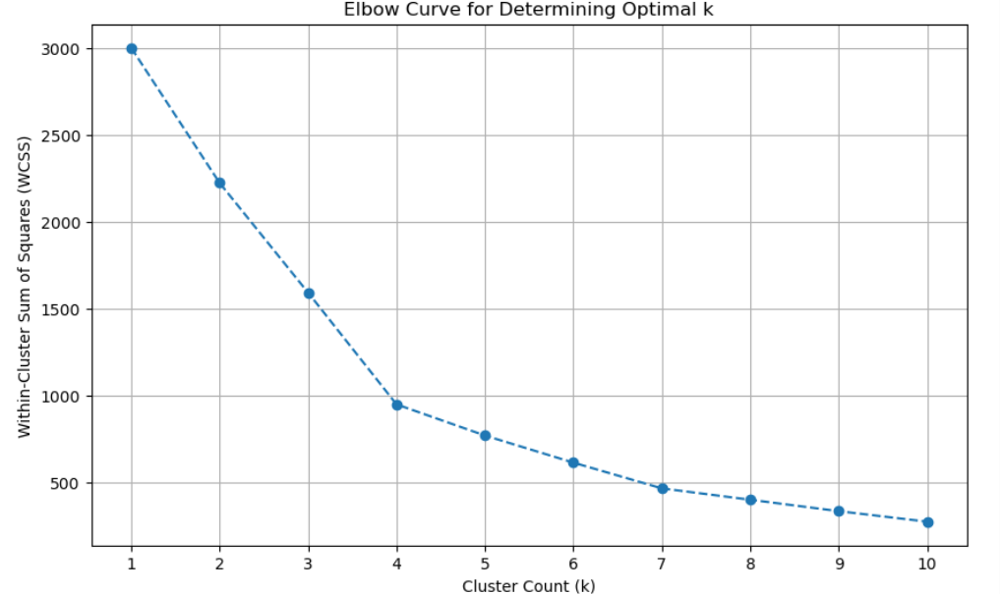 Elbow Curve for Determining Optimal k
Within-Cluster Sum of Squares (WCSS)
3000
2500
2000
1500
1000
500
1 2 3 4 5 6 7 8 9 10
Cluster Count (k)